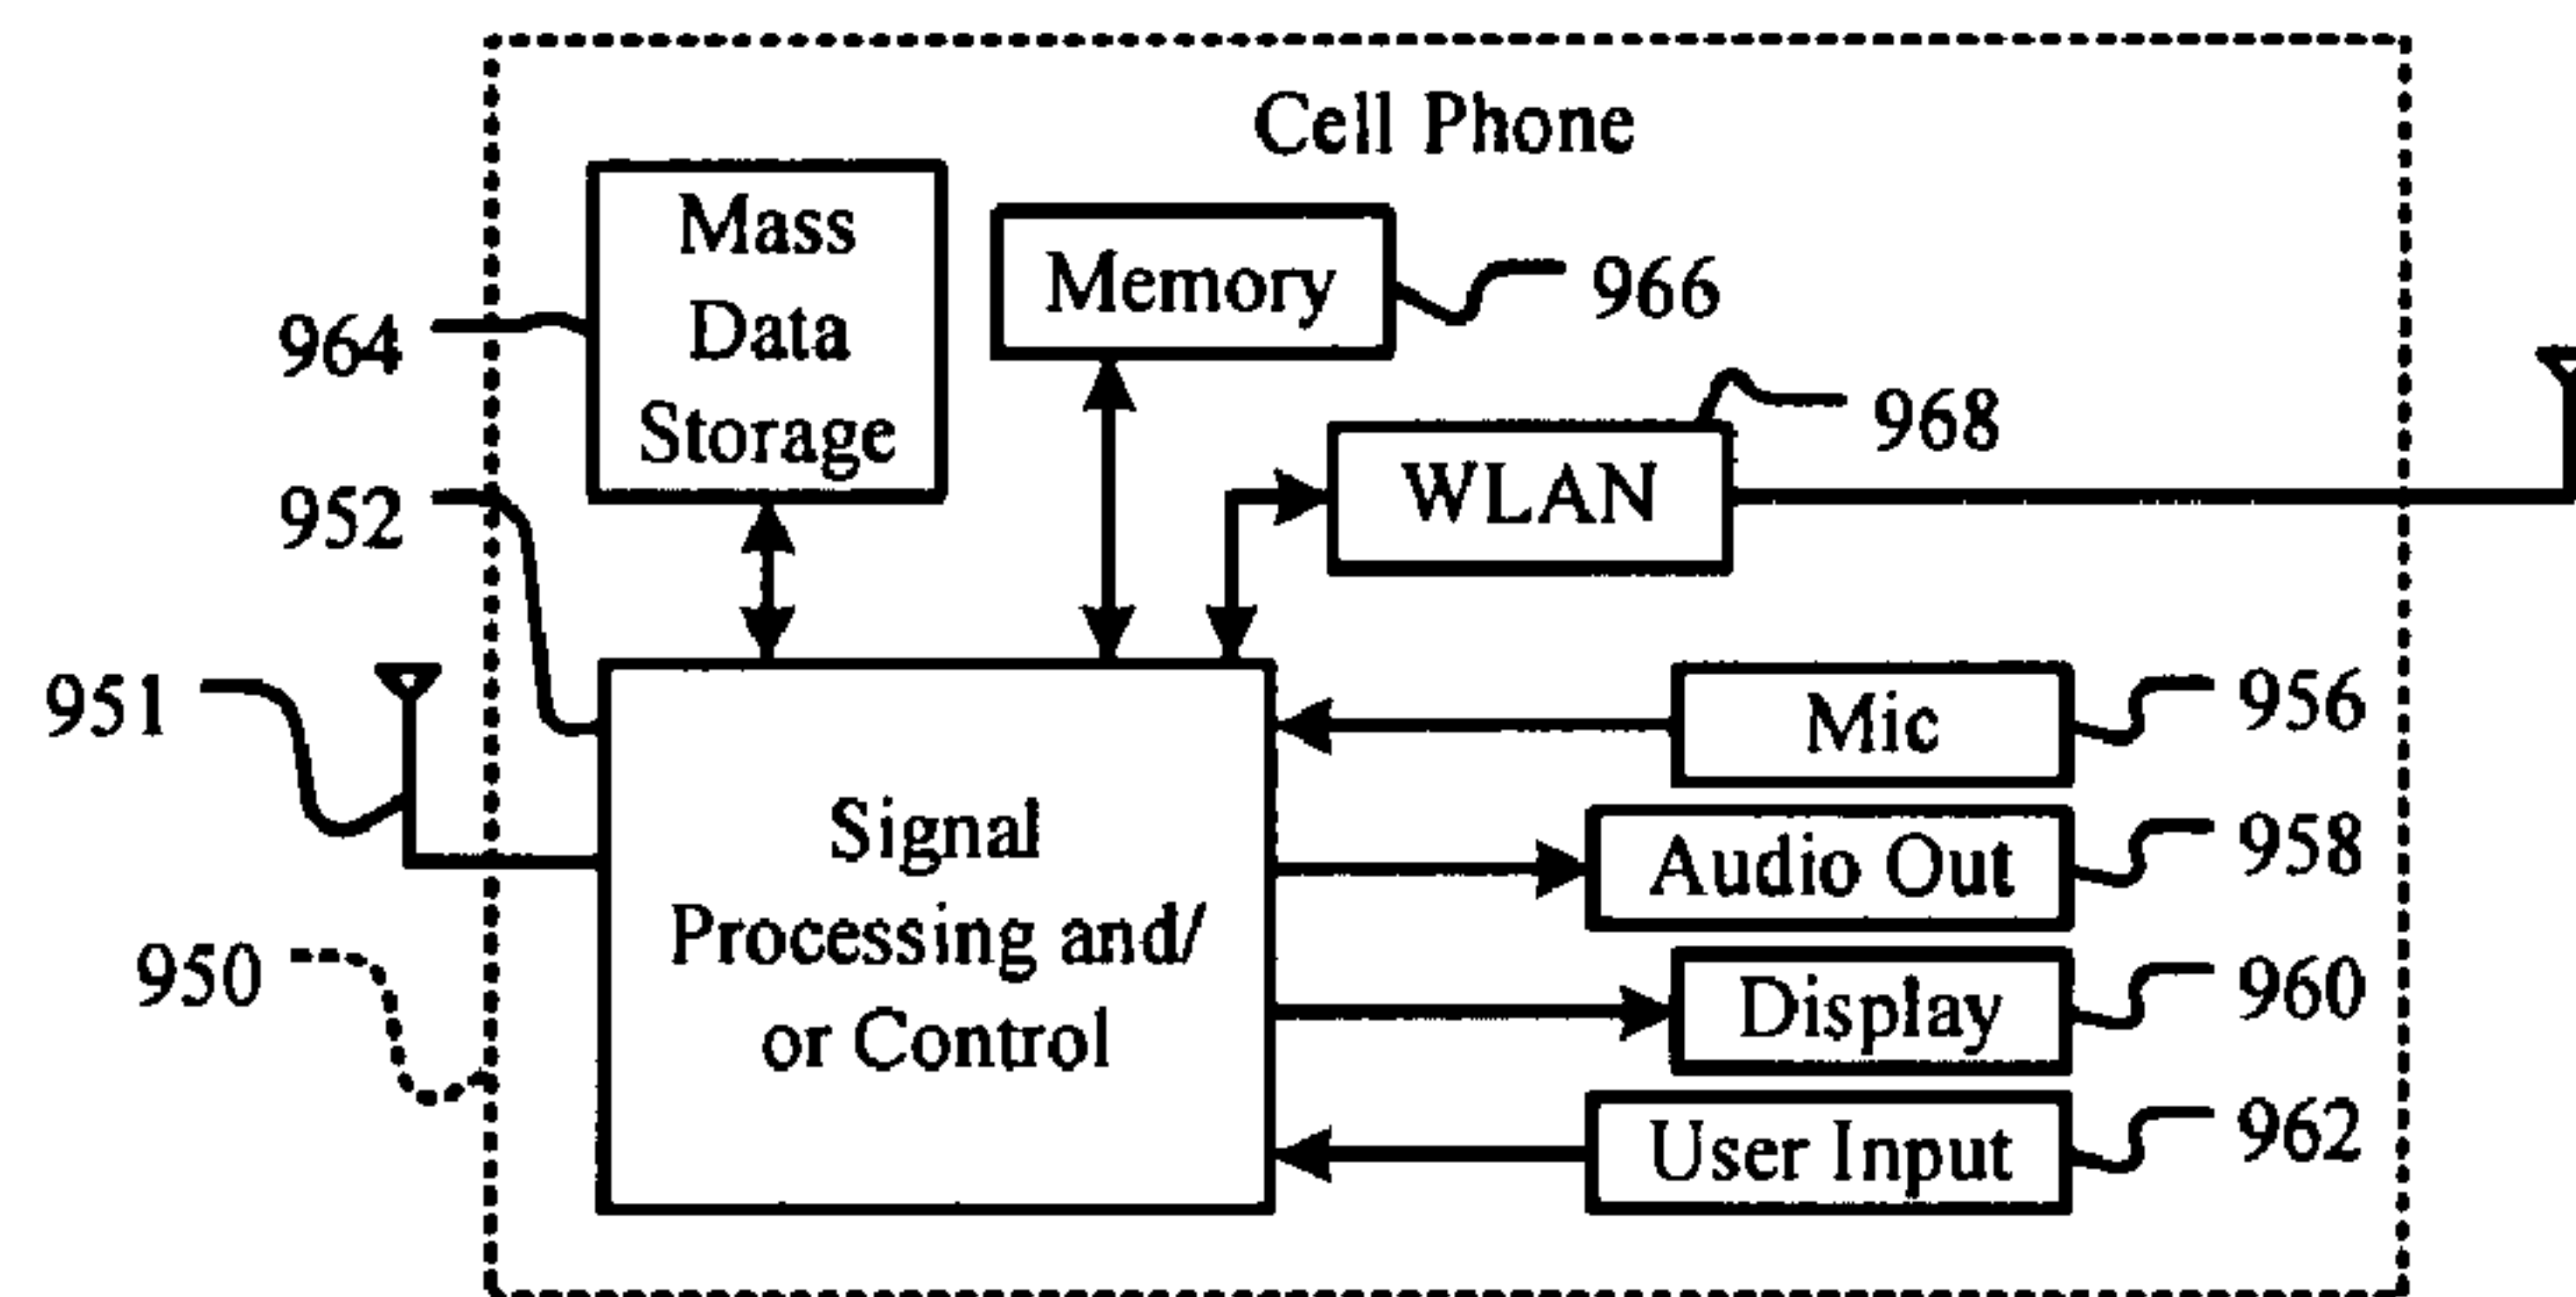 Cell Phone
Mass
Data
Storage
964
Memory
966
968
WLAN
952
951
Signal
Processing and/
or Control
Mic
956
Audio Out
958
950
Display
960
User Input
962